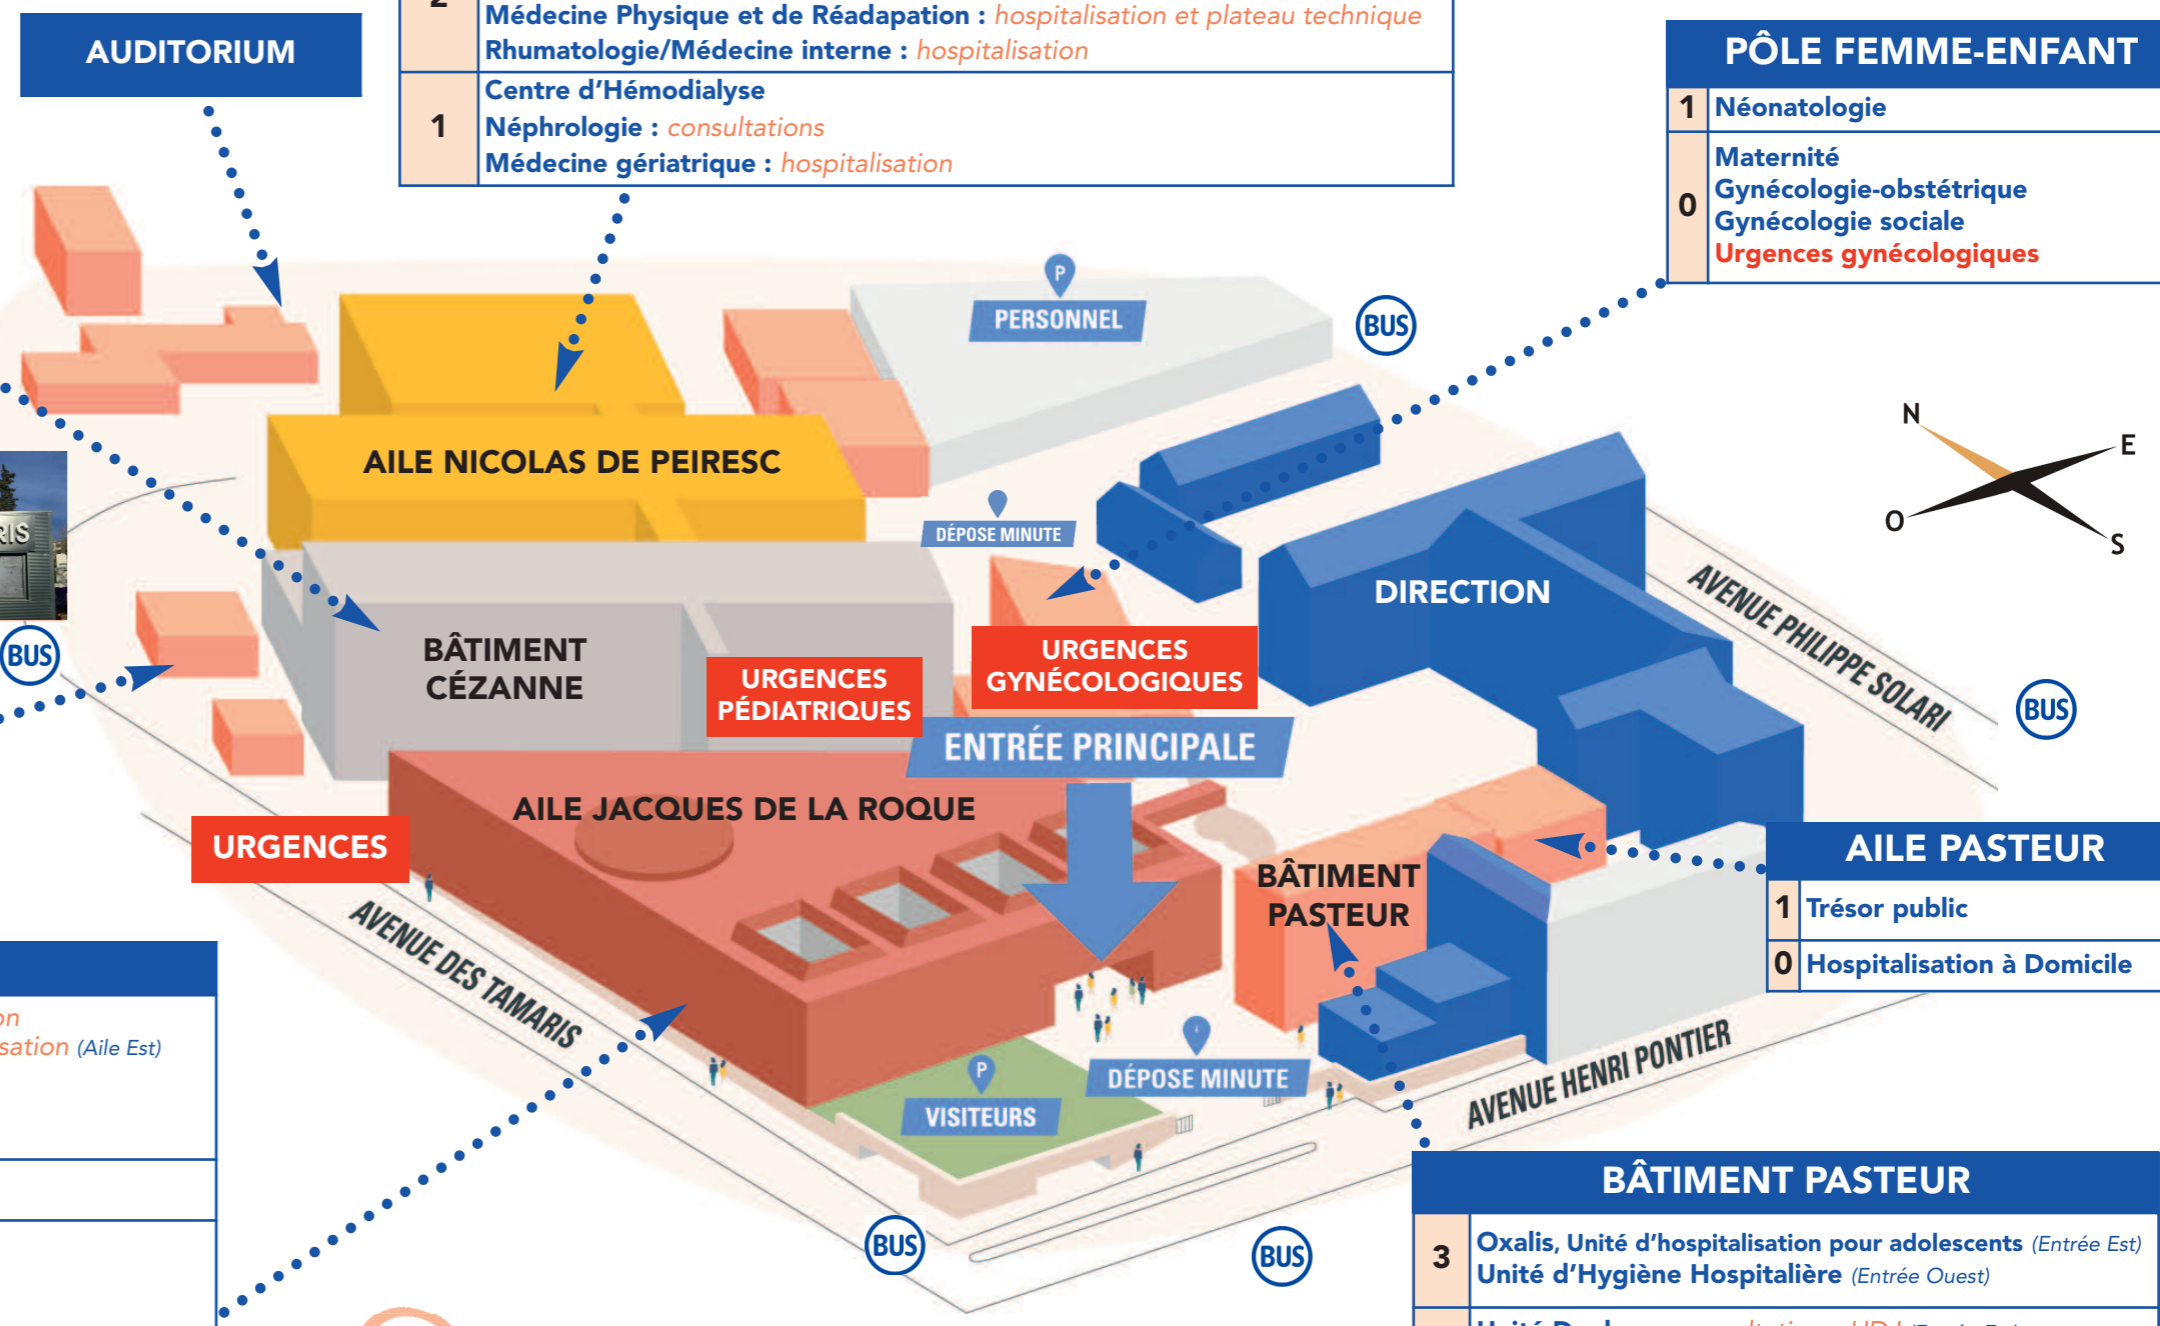 AUDITORIUM
2
Médecine Physique et de Réadapation : hospitalisation et plateau technique
Rhumatologie/Médecine interne : hospitalisation
1
Centre d'Hémodialyse
Néphrologie : consultations
Médecine gériatrique : hospitalisation
PÔLE FEMME-ENFANT
1 Néonatologie
0
Maternité
Gynécologie-obstétrique
Gynécologie sociale
Urgences gynécologiques
P
PERSONNEL
BUS
N
E
O
S
AILE NICOLAS DE PEIRESC
DÉPOSE MINUTE
RIS
BUS
DIRECTION
AVENUE PHILIPPE SOLARI
BUS
BÂTIMENT
CÉZANNE
URGENCES
PÉDIATRIQUES
URGENCES
GYNÉCOLOGIQUES
ENTRÉE PRINCIPALE
AILE JACQUES DE LA ROQUE
URGENCES
BÂTIMENT
PASTEUR
AILE PASTEUR
1 Trésor public
0 Hospitalisation à Domicile
AVENUE DES TAMARIS
on
sation (Aile Est)
P
VISITEURS
DÉPOSE MINUTE
AVENUE HENRI PONTIER
BUS
BUS
BÂTIMENT PASTEUR
3
Oxalis, Unité d'hospitalisation pour adolescents (Entrée Est)
Unité d'Hygiène Hospitalière (Entrée Ouest)